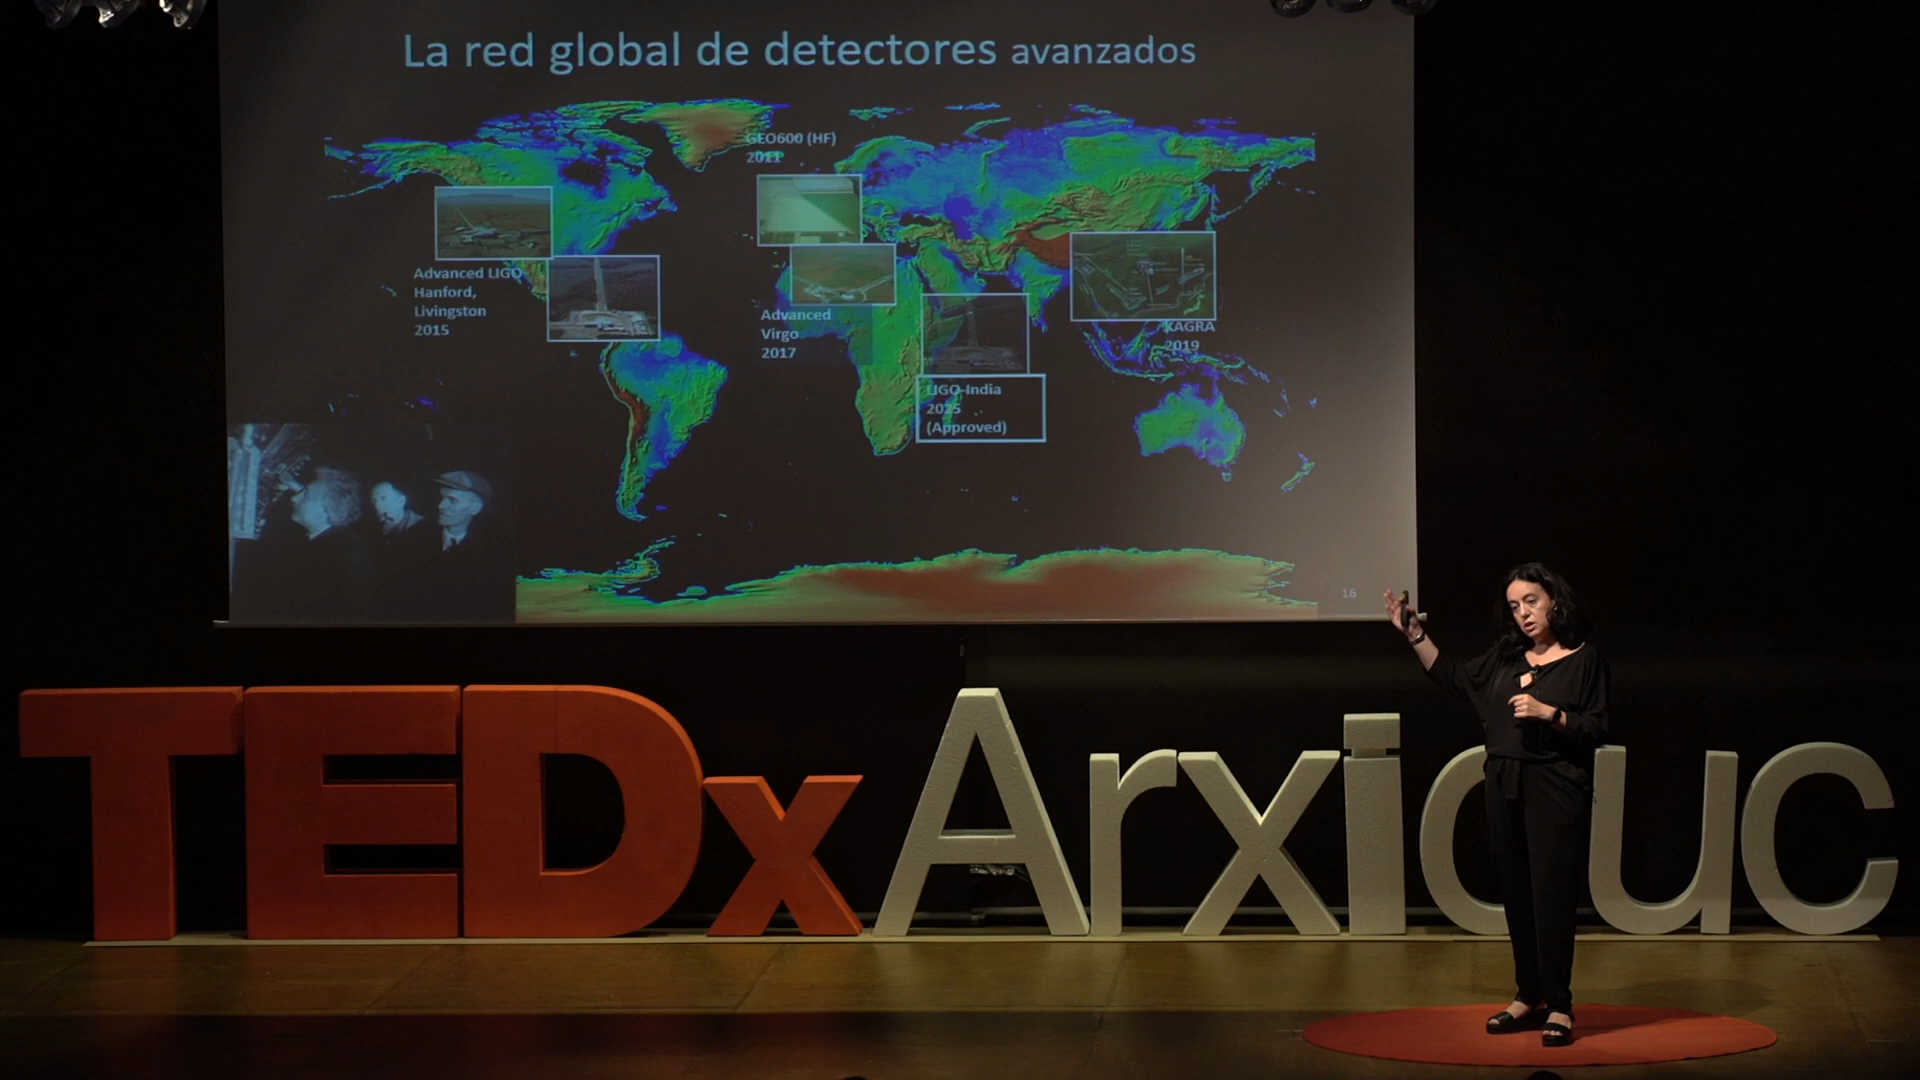 La red global de detectores avanzados
GEO600 (HF)
2011
Advanced LIGO
Hanford,
Livingston
2015
Advanced
Virgo
2017
KAGRA
2019
LIGO-India
2025
(Approved)
16
TEDxArxiduc